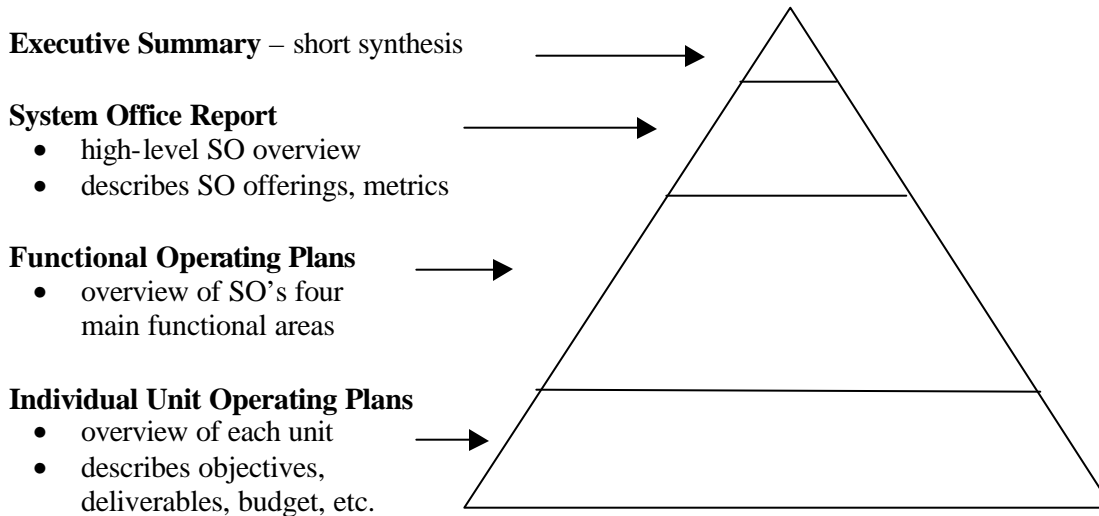 Executive Summary – short synthesis
System Office Report
• high-level SO overview
• describes SO offerings, metrics
Functional Operating Plans
• overview of SO’s four
main functional areas
Individual Unit Operating Plans
• overview of each unit
• describes objectives,
deliverables, budget, etc.